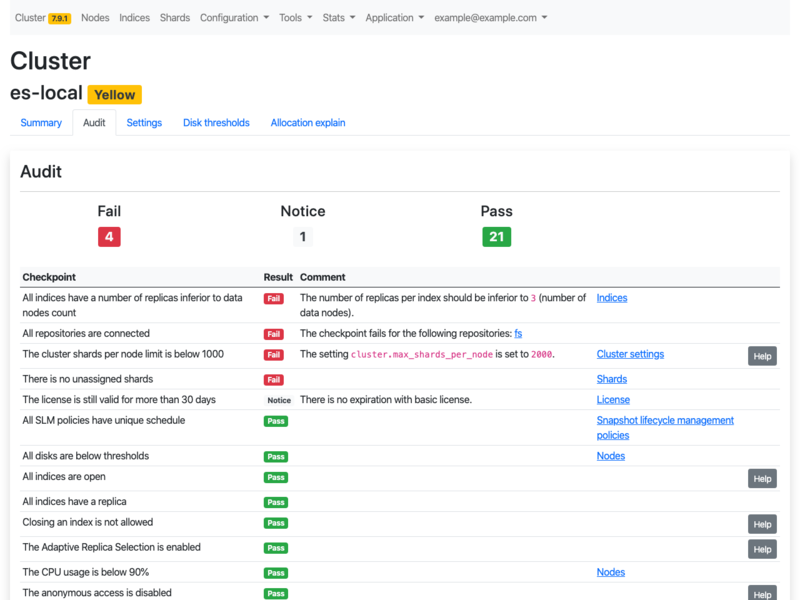 Cluster 7.9.1 Nodes Indices Shards Configuration Tools Stats Application example@example.com
Cluster
es-local Yellow
Summary Audit Settings Disk thresholds Allocation explain
Audit
Fail Notice Pass
4 1 21
Checkpoint Result Comment
All indices have a number of replicas inferior to data Fail The number of replicas per index should be inferior to 3 (number of Indices
nodes count data nodes).
All repositories are connected Fail The checkpoint fails for the following repositories: fs
The cluster shards per node limit is below 1000 Fail The setting cluster.max_shards_per_node is set to 2000. Cluster settings Help
There is no unassigned shards Fail Shards
The license is still valid for more than 30 days Notice There is no expiration with basic license. License
All SLM policies have unique schedule Pass Snapshot lifecycle management
policies
All disks are below thresholds Pass Nodes
All indices are open Pass Help
All indices have a replica Pass
Closing an index is not allowed Pass Help
The Adaptive Replica Selection is enabled Pass Help
The CPU usage is below 90% Pass Nodes
The anonymous access is disabled Pass Help